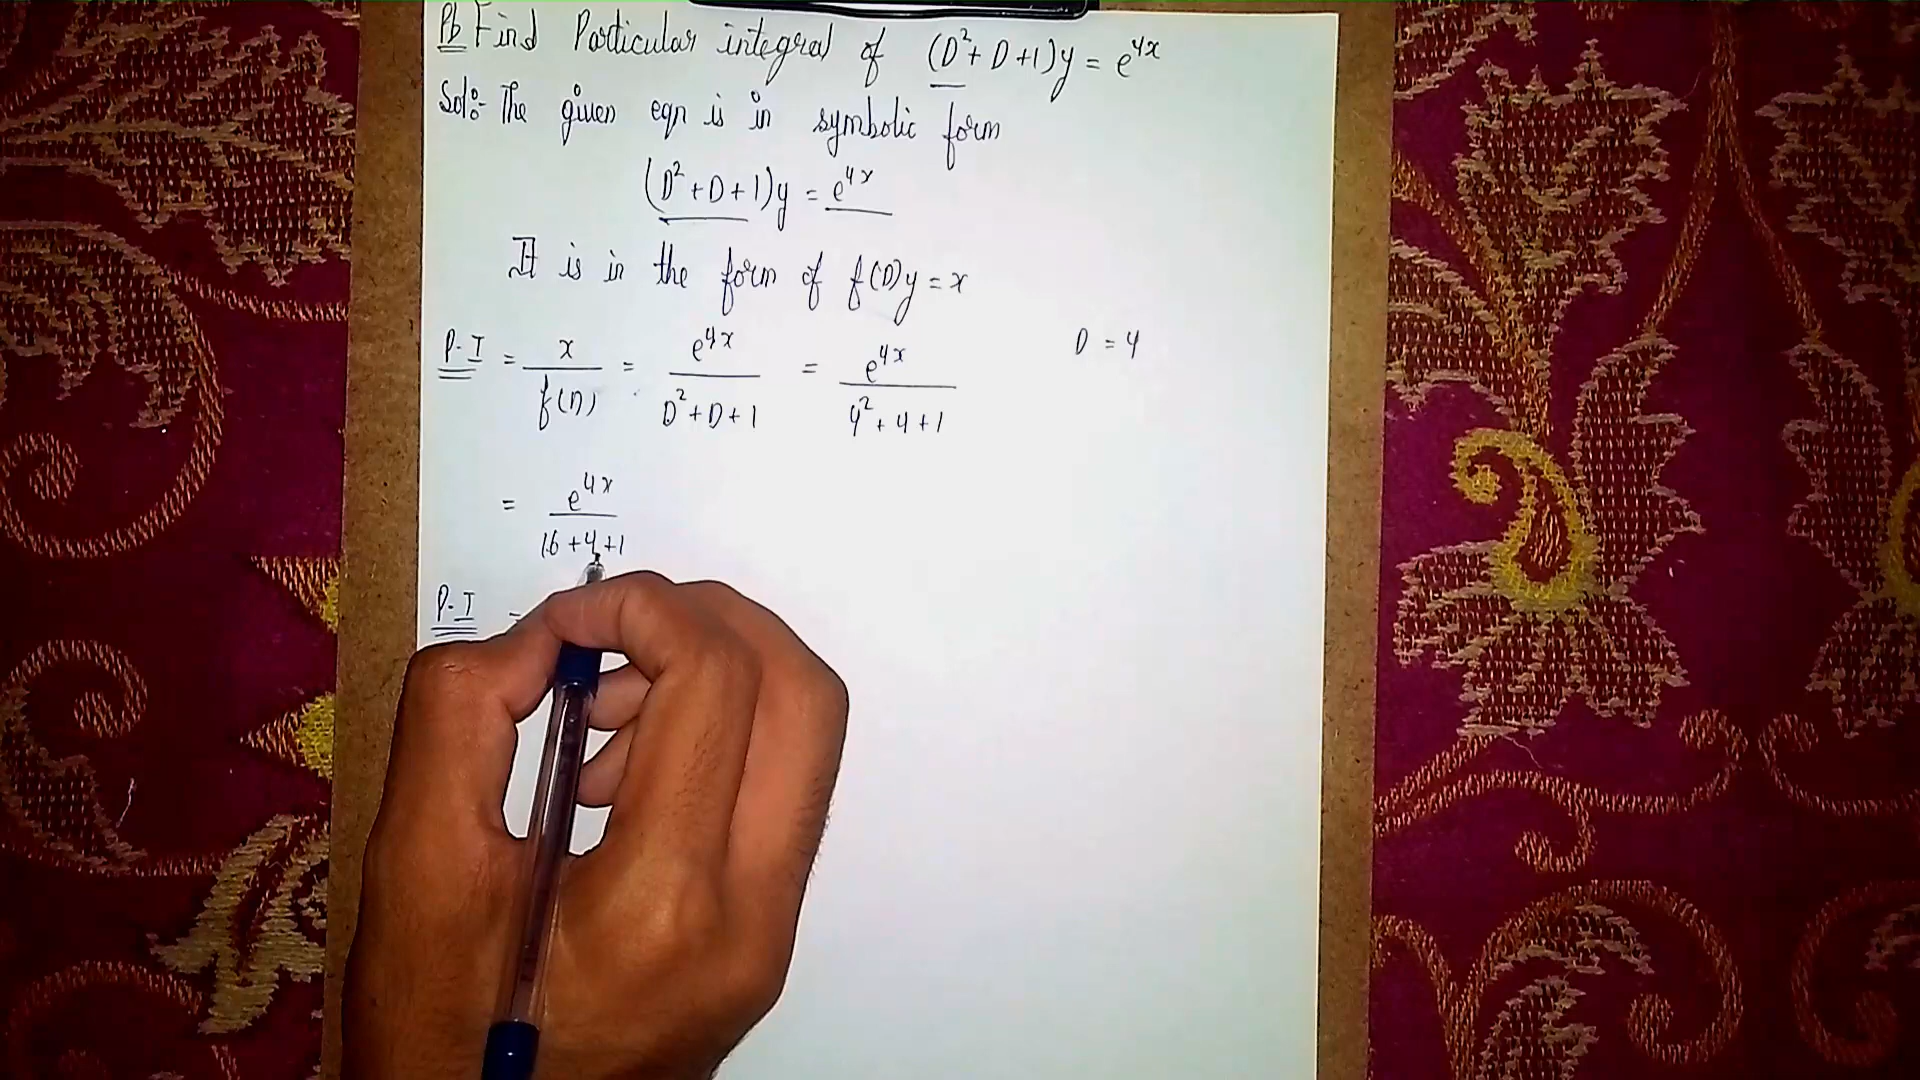 Pb Find Particular integral of (D²+D+1)y = e^4x
Sol:- The given eqn is in symbolic form
(D²+D+1)y = e^4x
It is in the form of f(D)y = x
P.I = x/f(D) = e^4x/(D²+D+1) = e^4x/(4²+4+1) D = 4
= e^4x/(16+4+1)
P.I =